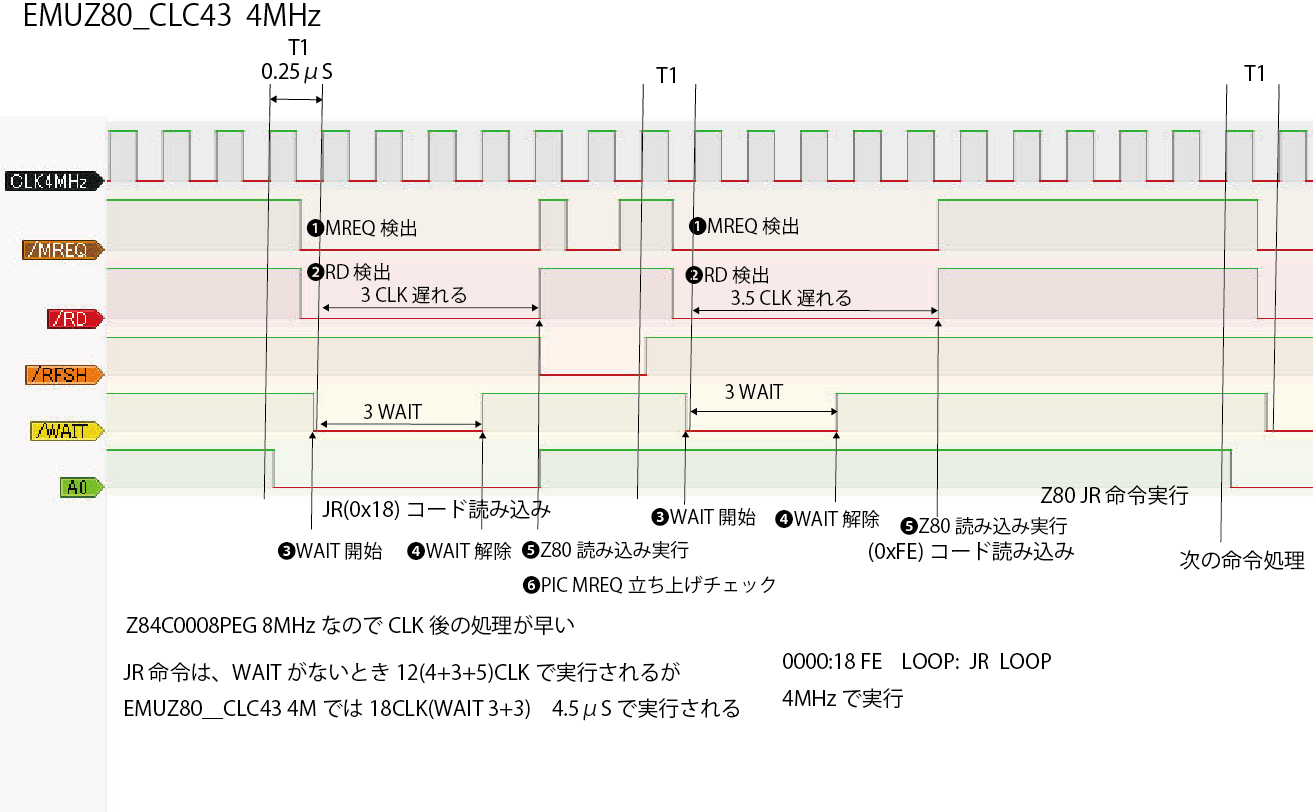 EMUZ80_CLC43 4MHz
T1
0.25μS
T1
T1
CLK4MHz
/MREQ
❶MREQ 検出
❶MREQ 検出
❷RD 検出
❷RD 検出
3 CLK 遅れる
3.5 CLK 遅れる
/RD
/RFSH
3 WAIT
3 WAIT
/WAIT
A0
JR(0x18) コード読み込み
Z80 JR 命令実行
❸WAIT 開始
❹WAIT 解除
❺Z80 読み込み実行
❸WAIT 開始
❹WAIT 解除
❺Z80 読み込み実行
(0xFE) コード読み込み
次の命令処理
❻PIC MREQ 立ち上げチェック
Z84C0008PEG 8MHz なので CLK 後の処理が早い
JR 命令は、WAIT がないとき 12(4+3+5)CLK で実行されるが
EMUZ80__CLC43 4M では 18CLK(WAIT 3+3) 4.5μS で実行される
0000:18 FE LOOP: JR LOOP
4MHz で実行